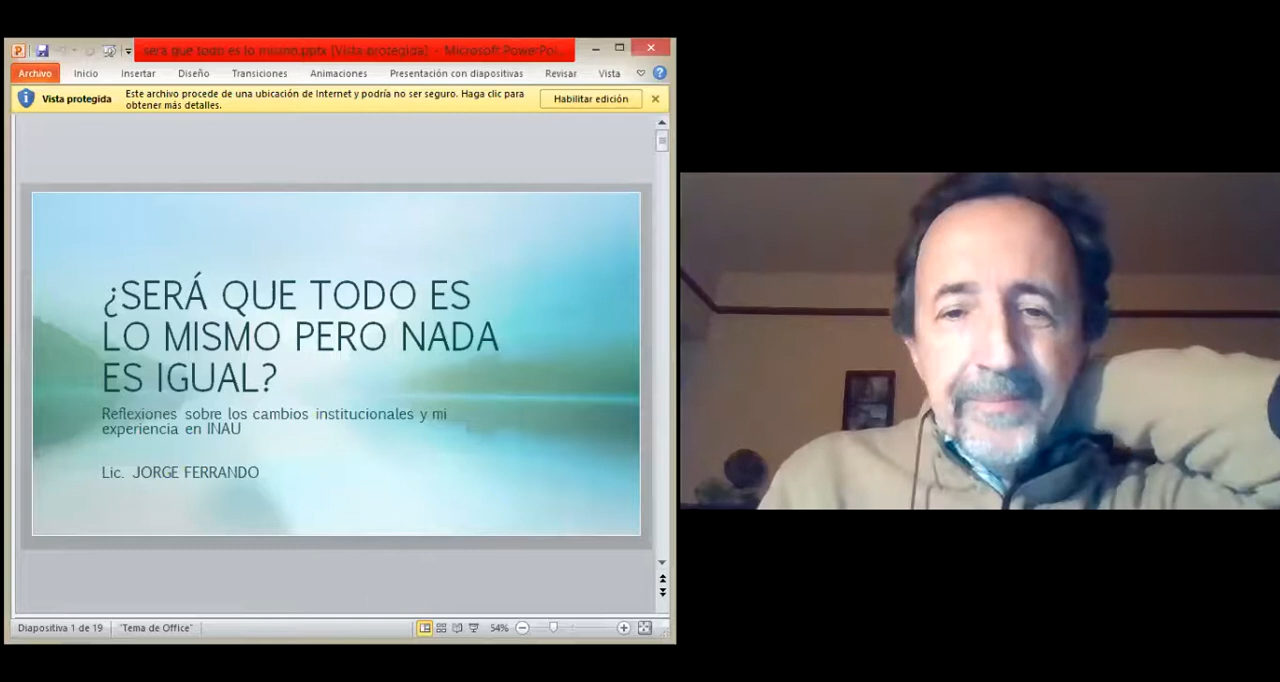 será que todo es lo mismo.pptx [Vista protegida] - Microsoft PowerPoi...
Archivo Inicio Insertar Diseño Transiciones Animaciones Presentación con diapositivas Revisar Vista
Vista protegida Este archivo procede de una ubicación de Internet y podría no ser seguro. Haga clic para
obtener más detalles.
Habilitar edición
¿SERÁ QUE TODO ES
LO MISMO PERO NADA
ES IGUAL?
Reflexiones sobre los cambios institucionales y mi
experiencia en INAU
Lic. JORGE FERRANDO
Diapositiva 1 de 19 "Tema de Office" 54%